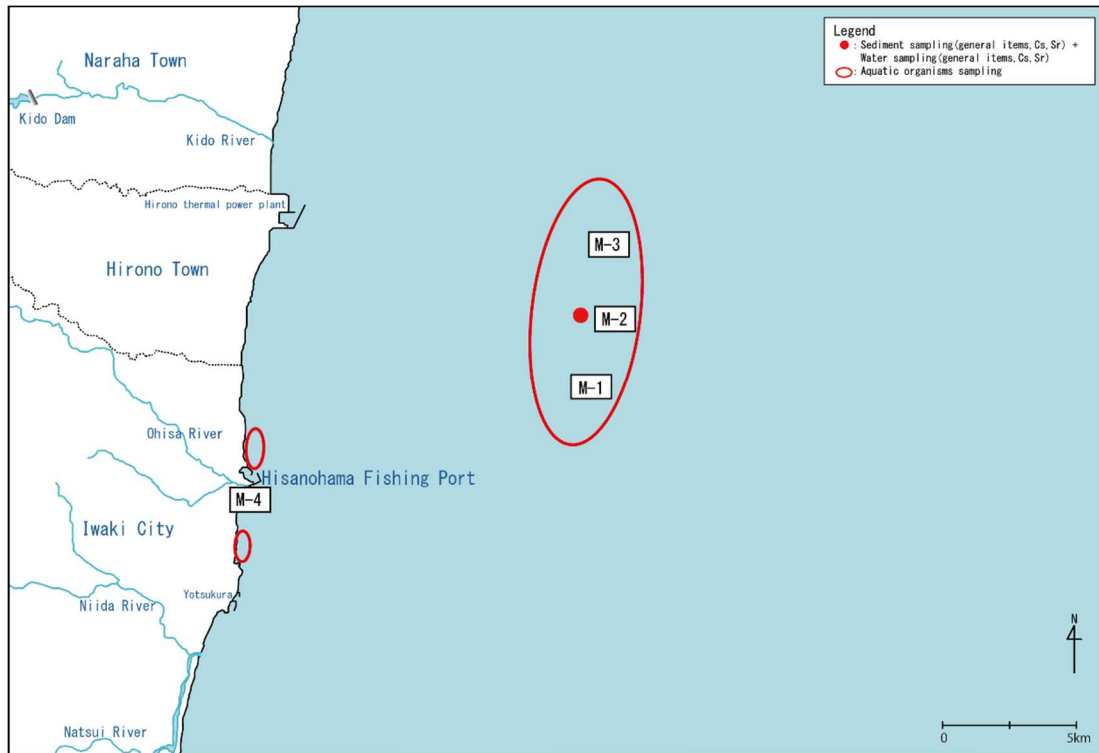 Legend
: Sediment sampling(general items,Cs,Sr) +
Water sampling(general items,Cs,Sr)
: Aquatic organisms sampling
Naraha Town
Kido Dam
Kido River
Hirono thermal power plant
M-3
Hirono Town
M-2
M-1
Ohisa River
Hisanohama Fishing Port
M-4
Iwaki City
Yotsukura
Niida River
N
Natsui River
0 5km